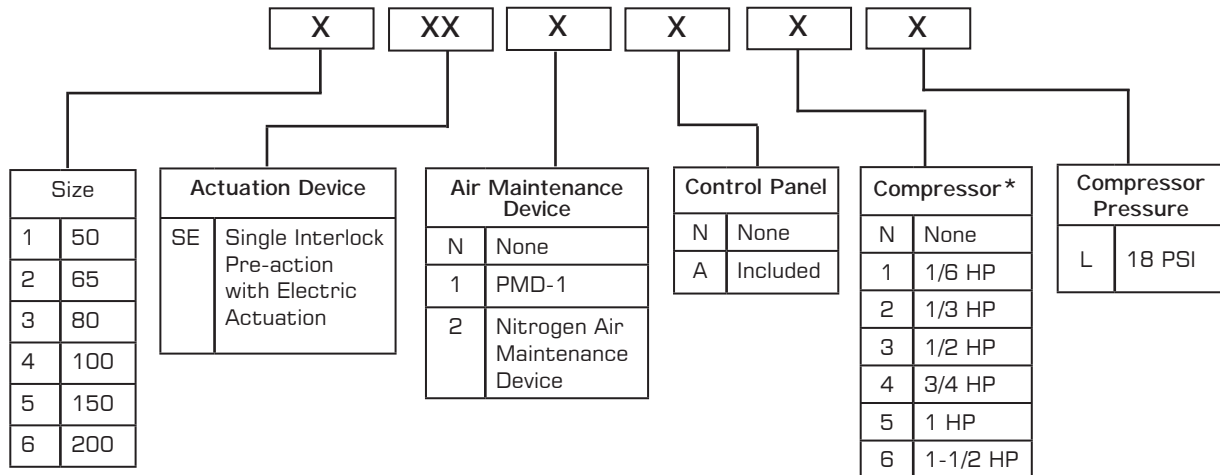 X XX X X X X
Size
1 50
2 65
3 80
4 100
5 150
6 200
Actuation Device
SE Single Interlock
Pre-action
with Electric
Actuation
Air Maintenance
Device
N None
1 PMD-1
2 Nitrogen Air
Maintenance
Device
Control Panel
N None
A Included
Compressor*
N None
1 1/6 HP
2 1/3 HP
3 1/2 HP
4 3/4 HP
5 1 HP
6 1-1/2 HP
Compressor
Pressure
L 18 PSI